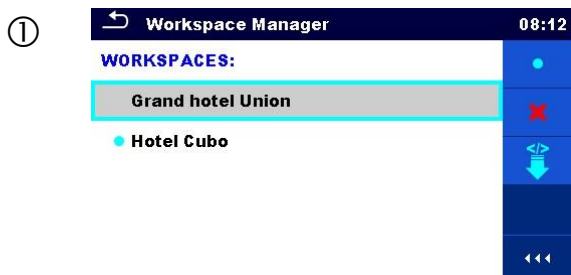 ①
Workspace Manager 08:12
WORKSPACES:
Grand hotel Union
Hotel Cubo
</>